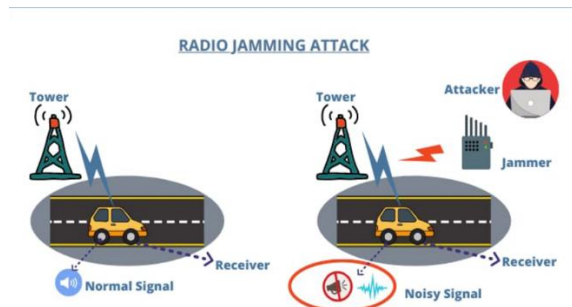 RADIO JAMMING ATTACK
Tower
Receiver
Normal Signal
Tower
Attacker
Jammer
Receiver
Noisy Signal